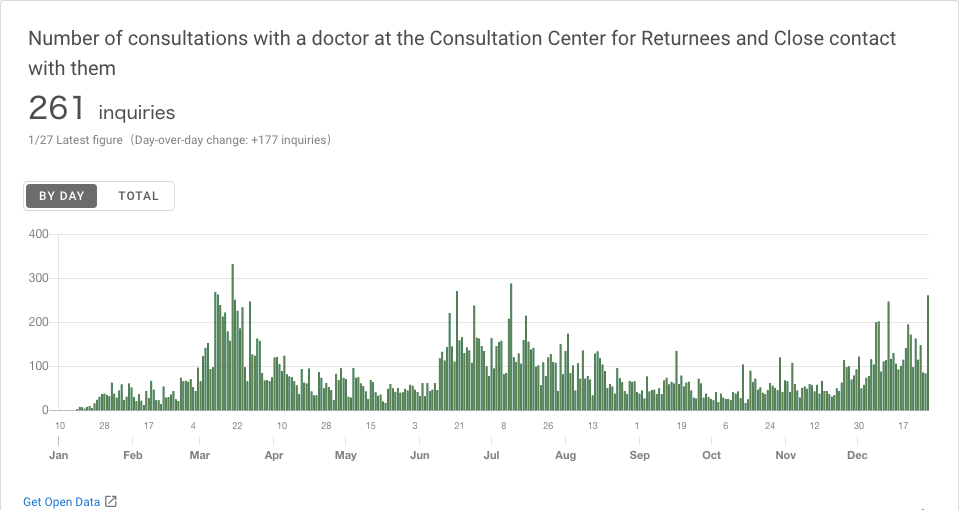 Number of consultations with a doctor at the Consultation Center for Returnees and Close contact
with them
261 inquiries
1/27 Latest figure (Day-over-day change: +177 inquiries)
BY DAY TOTAL
400
300
200
100
0
10 28 17 4 22 10 28 15 3 21 8 26 13 1 19 6 24 12 30 17
Jan Feb Mar Apr May Jun Jul Aug Sep Oct Nov Dec
Get Open Data